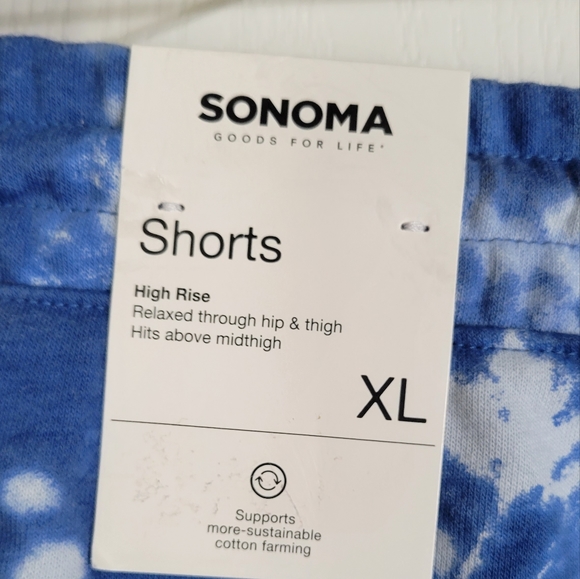 SONOMA
GOODS FOR LIFE
Shorts
High Rise
Relaxed through hip & thigh
Hits above midthigh
XL
Supports
more-sustainable
cotton farming